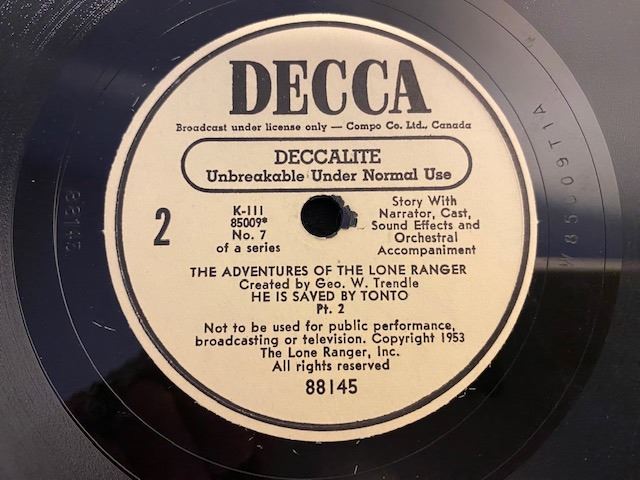 DECCA
Broadcast under license only — Compo Co. Ltd., Canada
DECCALITE
Unbreakable Under Normal Use
2
K-111
85009*
No. 7
of a series
Story With
Narrator, Cast,
Sound Effects and
Orchestral
Accompaniment
THE ADVENTURES OF THE LONE RANGER
Created by Geo. W. Trendle
HE IS SAVED BY TONTO
Pt. 2
Not to be used for public performance,
broadcasting or television. Copyright 1953
The Lone Ranger, Inc.
All rights reserved
88145
88145
W 85009T1A